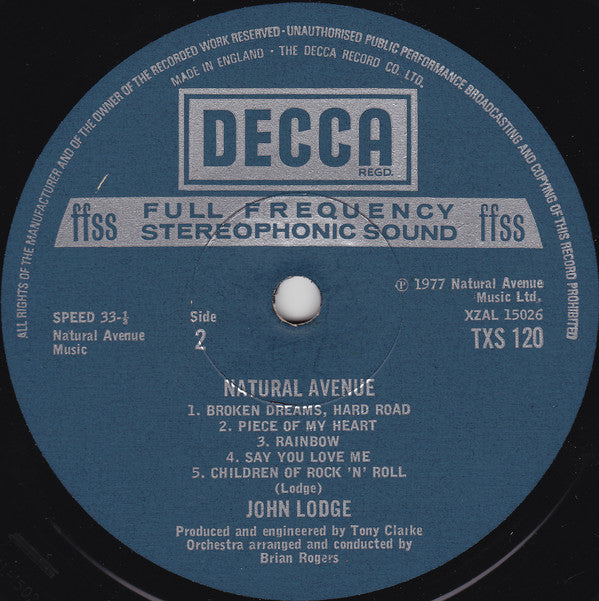 ALL RIGHTS OF THE MANUFACTURER AND OF THE OWNER OF THE RECORDED WORK RESERVED · UNAUTHORISED PUBLIC PERFORMANCE BROADCASTING AND COPYING OF THIS RECORD PROHIBITED
MADE IN ENGLAND · THE DECCA RECORD CO. LTD.
DECCA
REGD.
ffss FULL FREQUENCY ffss
STEREOPHONIC SOUND
℗ 1977 Natural Avenue
Music Ltd.
SPEED 33-⅓
Natural Avenue
Music
Side
2
XZAL 15026
TXS 120
NATURAL AVENUE
1. BROKEN DREAMS, HARD ROAD
2. PIECE OF MY HEART
3. RAINBOW
4. SAY YOU LOVE ME
5. CHILDREN OF ROCK 'N' ROLL
(Lodge)
JOHN LODGE
Produced and engineered by Tony Clarke
Orchestra arranged and conducted by
Brian Rogers